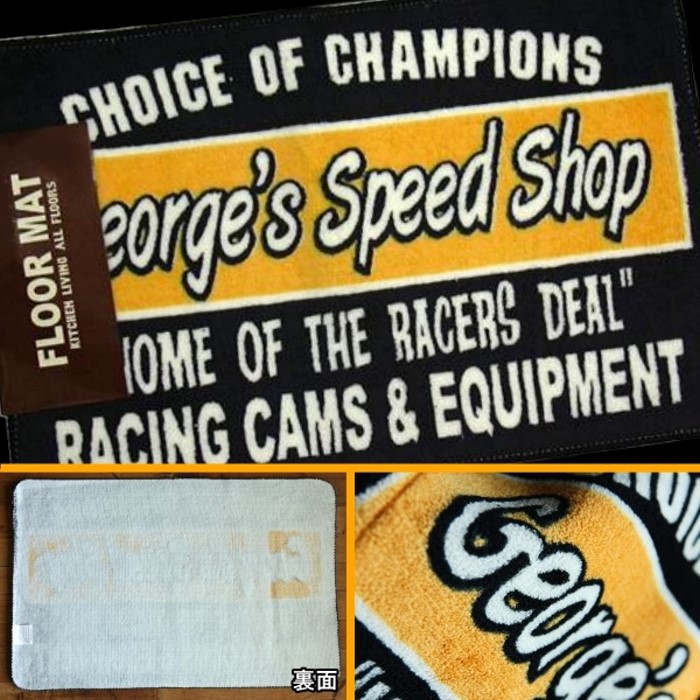 CHOICE OF CHAMPIONS
eorge's Speed Shop
FLOOR MAT
KITCHEN LIVING ALL FLOORS
OME OF THE RACERS DEAL"
RACING CAMS & EQUIPMENT
裏面
George's